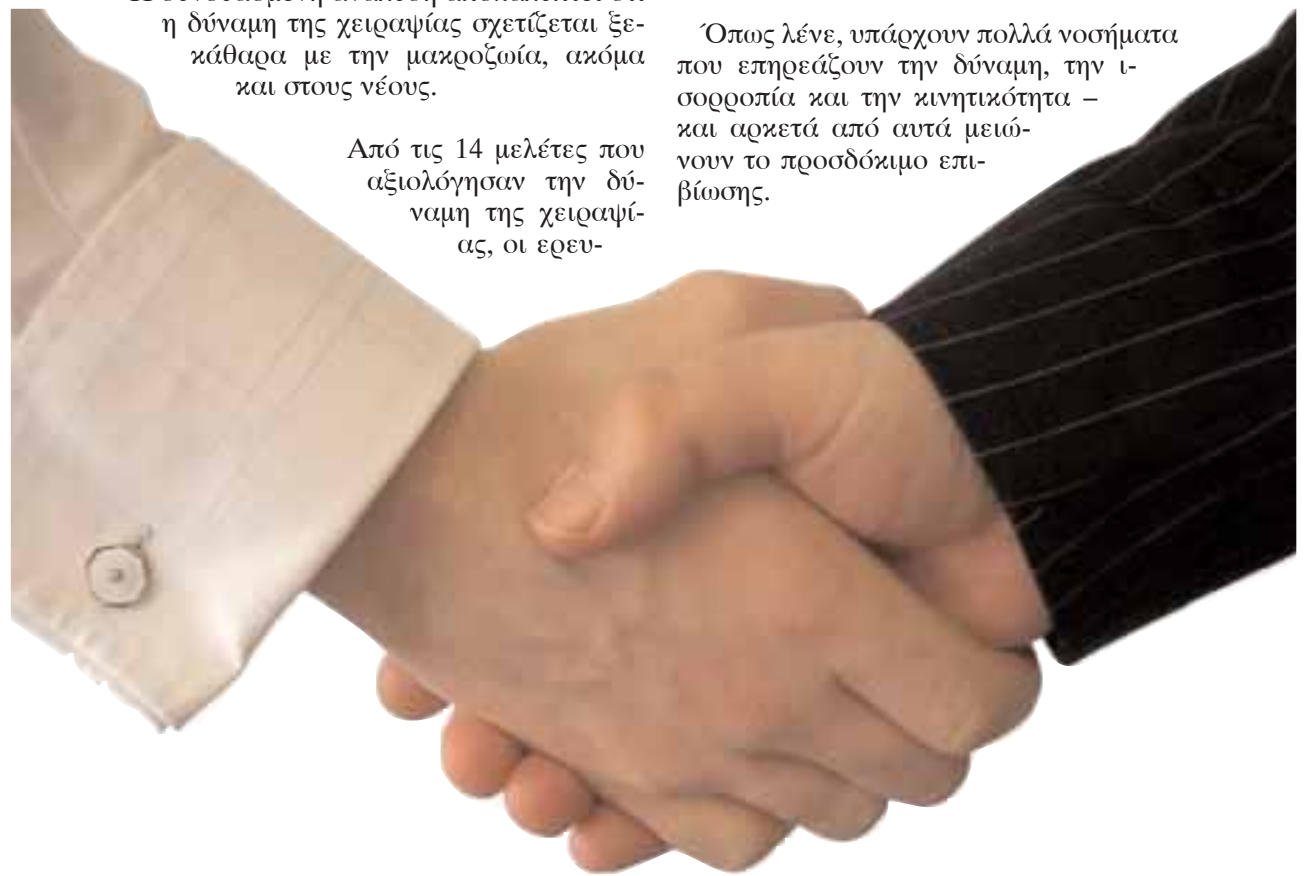 η δύναμη της χειραψίας σχετίζεται ξε-
κάθαρα με την μακροζωία, ακόμα
και στους νέους.
Από τις 14 μελέτες που
αξιολόγησαν την δύ-
ναμη της χειραψί-
ας, οι ερευ-
Όπως λένε, υπάρχουν πολλά νοσήματα
που επηρεάζουν την δύναμη, την ι-
σορροπία και την κινητικότητα –
και αρκετά από αυτά μειώ-
νουν το προσδόκιμο επι-
βίωσης.